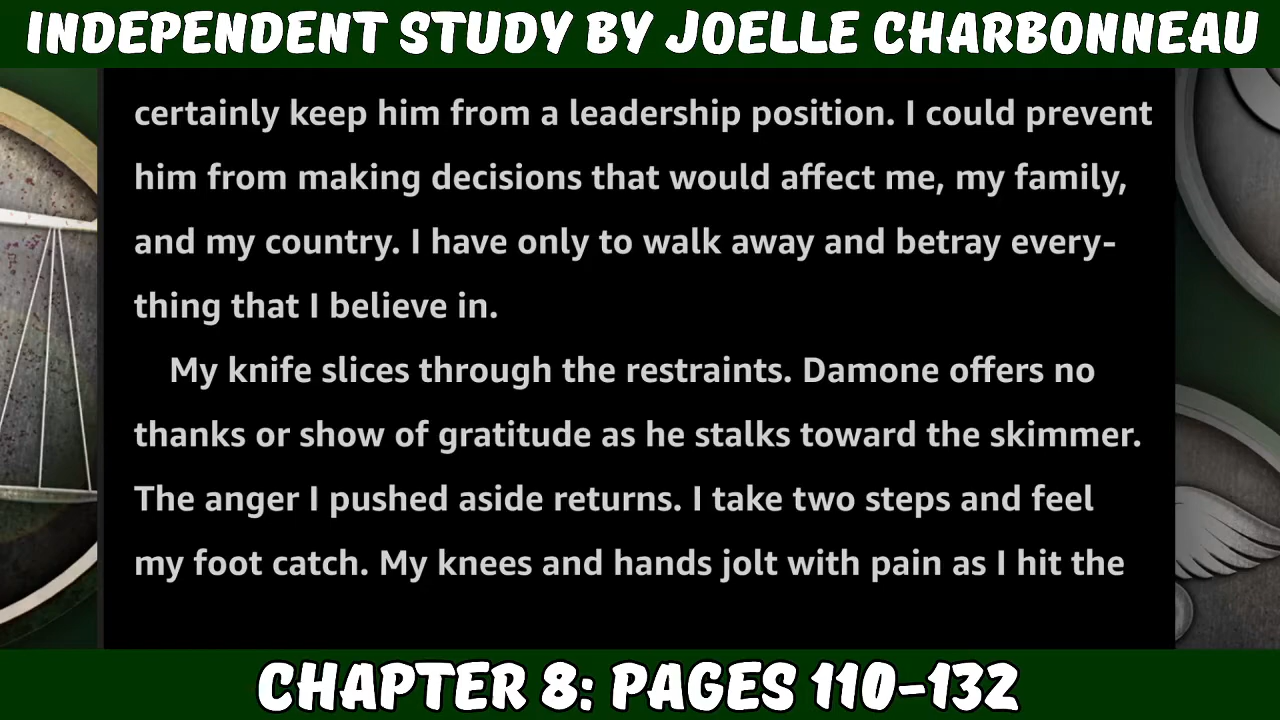 INDEPENDENT STUDY BY JOELLE CHARBONNEAU
certainly keep him from a leadership position. I could prevent
him from making decisions that would affect me, my family,
and my country. I have only to walk away and betray every-
thing that I believe in.
My knife slices through the restraints. Damone offers no
thanks or show of gratitude as he stalks toward the skimmer.
The anger I pushed aside returns. I take two steps and feel
my foot catch. My knees and hands jolt with pain as I hit the
CHAPTER 8: PAGES 110-132